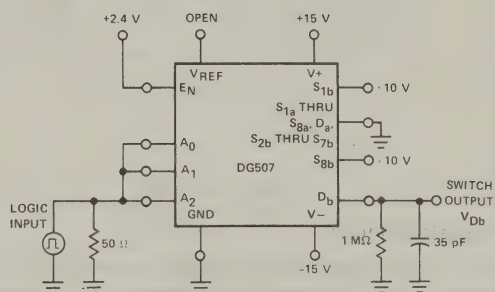 +2.4 V
OPEN
+15 V
VREF
V+
EN
S1b
· 10 V
S1a THRU
S8a, Da,
S2b THRU S7b
A0
A1
DG507
S8b
· 10 V
A2
Db
SWITCH
OUTPUT
VDb
LOGIC
INPUT
GND
V−
50 Ω
1 MΩ
35 pF
-15 V